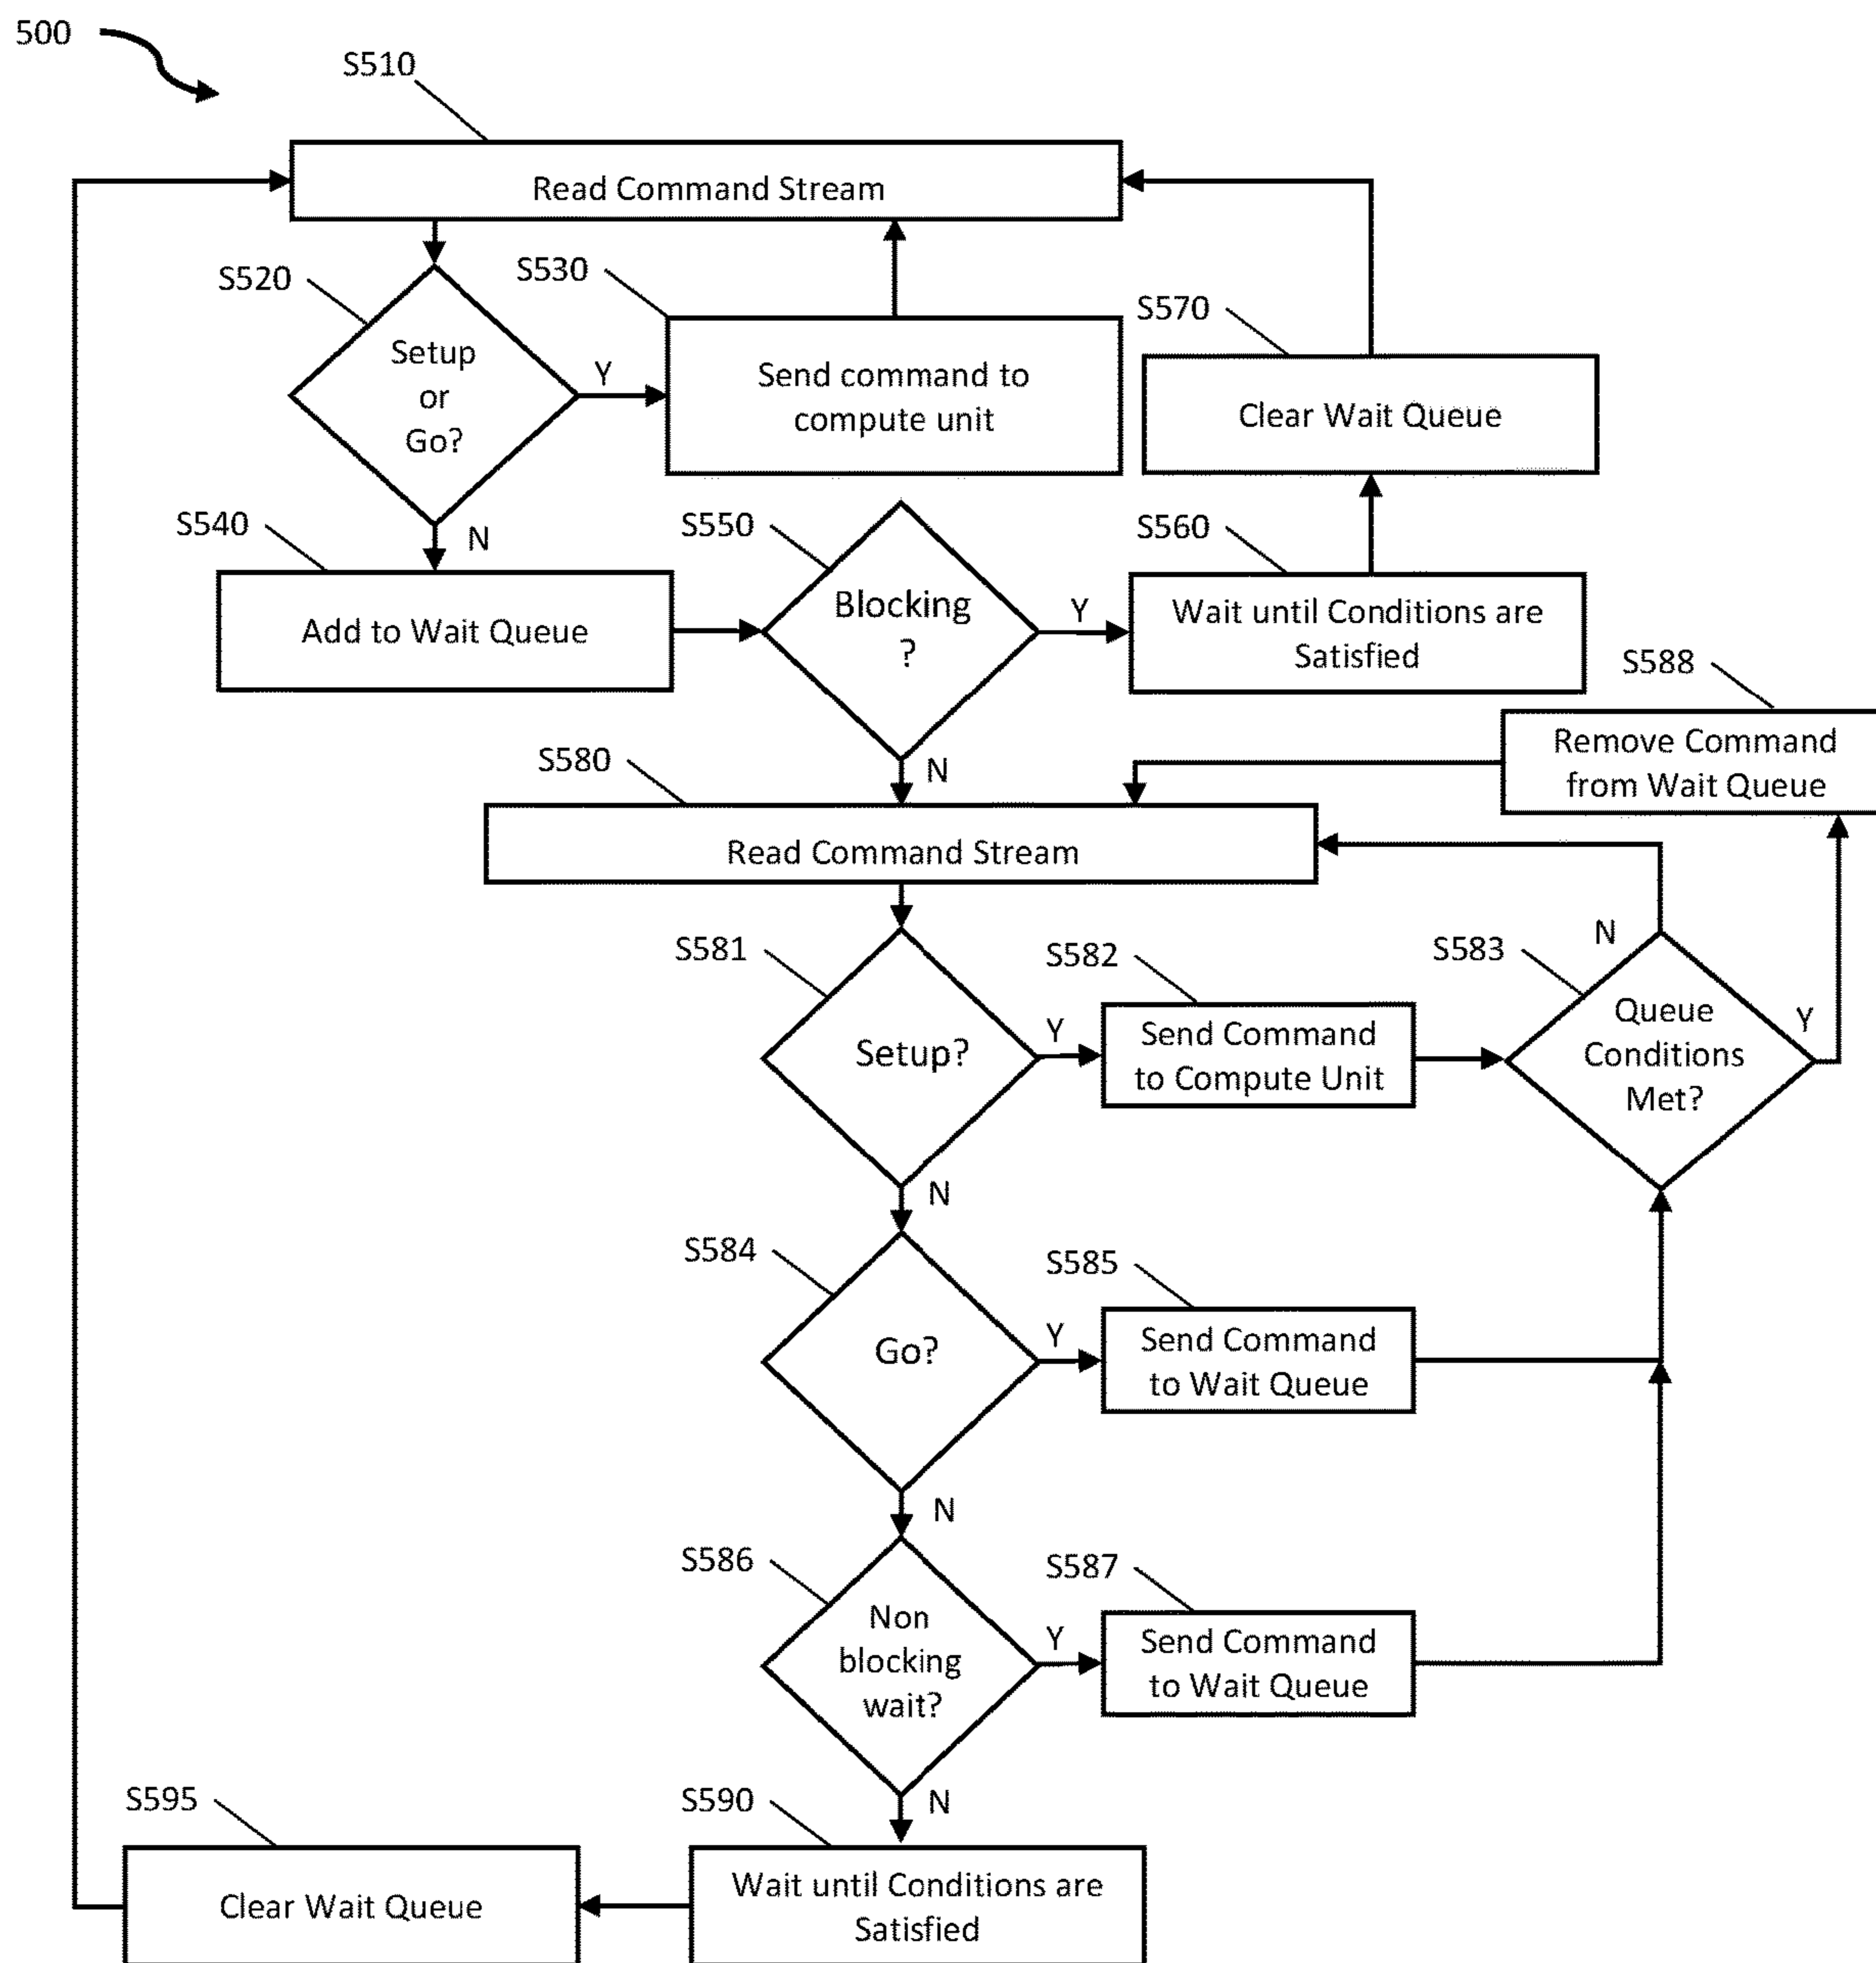 500
S510
Read Command Stream
S520
S530
S570
Setup
or
Go?
Y
Send command to
compute unit
Clear Wait Queue
N
S540
S550
S560
Add to Wait Queue
Blocking
?
Y
Wait until Conditions are
Satisfied
S588
Remove Command
from Wait Queue
N
S580
Read Command Stream
S581
S582
S583
N
Setup?
Y
Send Command
to Compute Unit
Queue
Conditions
Met?
Y
N
S584
S585
Go?
Y
Send Command
to Wait Queue
N
S586
S587
Non
blocking
wait?
Y
Send Command
to Wait Queue
N
S595
S590
Clear Wait Queue
Wait until Conditions are
Satisfied